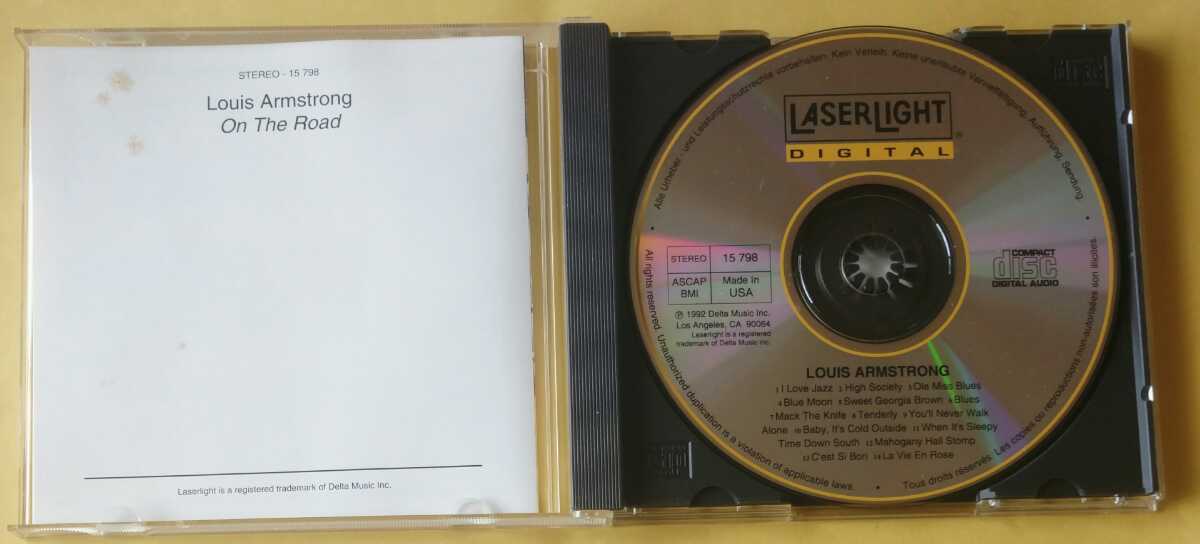 STEREO - 15 798
Louis Armstrong
On The Road
Laserlight is a registered trademark of Delta Music Inc.
LASERLIGHT
®
DIGITAL
Alle Urheber- und Leistungsschutzrechte vorbehalten. Kein Verleih. Keine unerlaubte Vervielfältigung, Aufführung, Sendung.
STEREO 15 798
ASCAP BMI Made in USA
COMPACT
disc
DIGITAL AUDIO
℗ 1992 Delta Music Inc.
Los Angeles, CA 90064
Laserlight is a registered
trademark of Delta Music Inc.
LOUIS ARMSTRONG
1 I Love Jazz 2 High Society 3 Ole Miss Blues
4 Blue Moon 5 Sweet Georgia Brown 6 Blues
7 Mack The Knife 8 Tenderly 9 You'll Never Walk
Alone 10 Baby, It's Cold Outside 11 When It's Sleepy
Time Down South 12 Mahogany Hall Stomp
13 C'est Si Bon 14 La Vie En Rose
All rights reserved. Unauthorized duplication is a violation of applicable laws.
Tous droits réservés. Les copies ou reproductions non-autorisées son illicites.